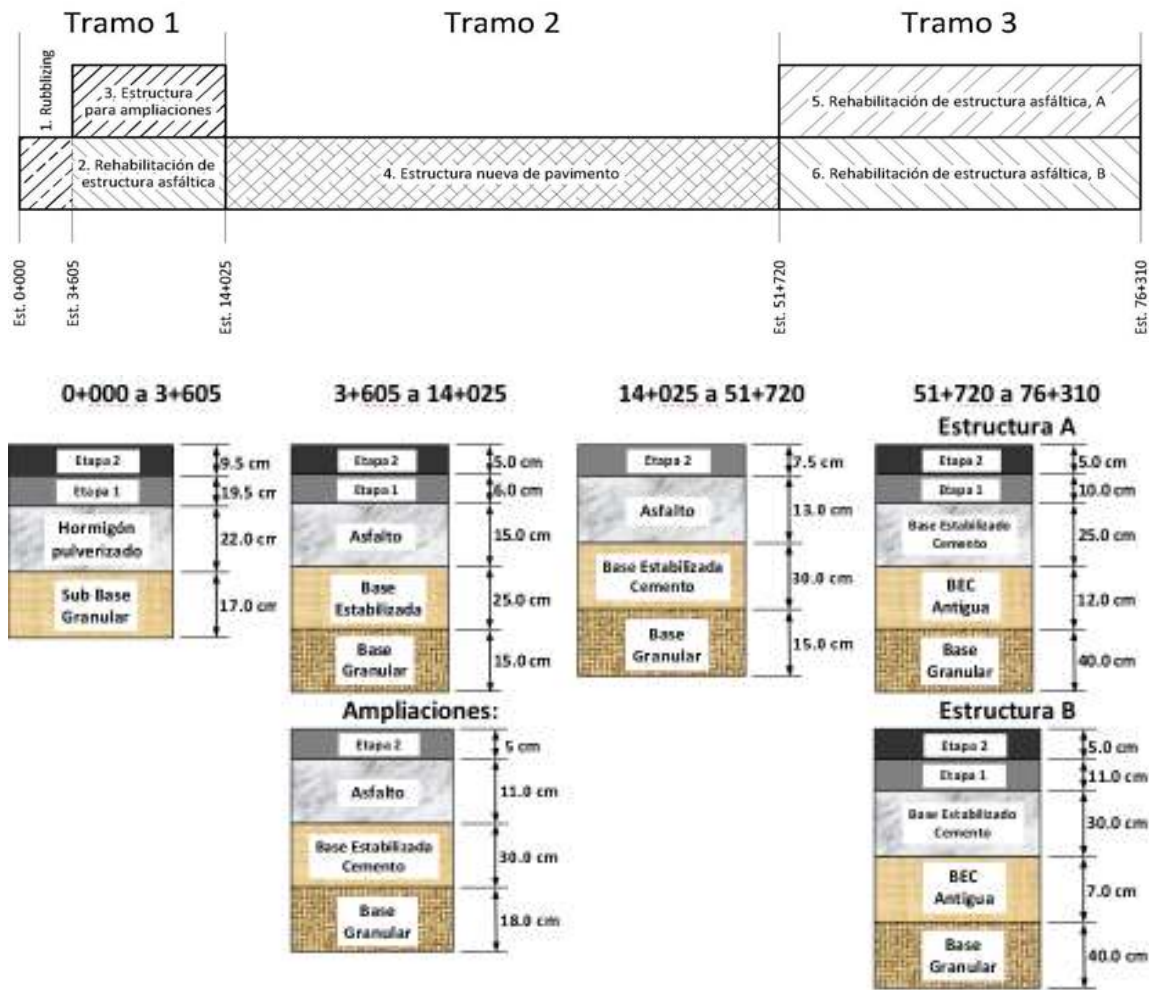 Tramo 1
Tramo 2
Tramo 3
1. Rubblizing
3. Estructura
para ampliaciones
2. Rehabilitación de
estructura asfáltica
4. Estructura nueva de pavimento
5. Rehabilitación de estructura asfáltica, A
6. Rehabilitación de estructura asfáltica, B
Est. 0+000
Est. 3+605
Est. 14+025
Est. 51+720
Est. 76+310
0+000 a 3+605
Etapa 2
9.5 cm
Etapa 1
19.5 cm
Hormigón
pulverizado
22.0 cm
Sub Base
Granular
17.0 cm
3+605 a 14+025
Etapa 2
5.0 cm
Etapa 1
6.0 cm
Asfalto
15.0 cm
Base
Estabilizada
25.0 cm
Base
Granular
15.0 cm
Ampliaciones:
Etapa 2
5 cm
Asfalto
11.0 cm
Base Estabilizada
Cemento
30.0 cm
Base
Granular
18.0 cm
14+025 a 51+720
Etapa 2
7.5 cm
Asfalto
13.0 cm
Base Estabilizada
Cemento
30.0 cm
Base
Granular
15.0 cm
51+720 a 76+310
Estructura A
Etapa 2
5.0 cm
Etapa 1
10.0 cm
Base Estabilizado
Cemento
25.0 cm
BEC
Antigua
12.0 cm
Base
Granular
40.0 cm
Estructura B
Etapa 2
5.0 cm
Etapa 1
11.0 cm
Base Estabilizado
Cemento
30.0 cm
BEC
Antigua
7.0 cm
Base
Granular
40.0 cm